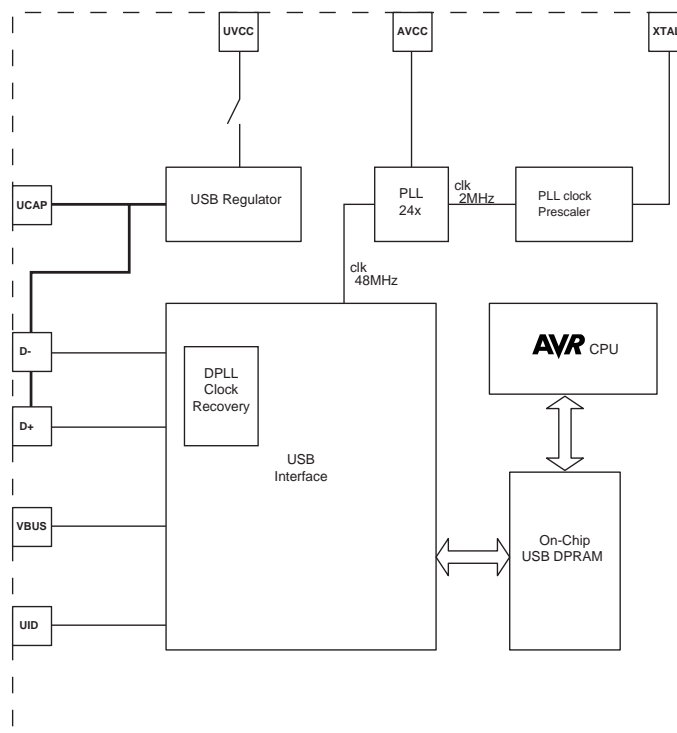 UVCC
AVCC
XTAL
UCAP
USB Regulator
PLL
24x
clk
2MHz
PLL clock
Prescaler
clk
48MHz
D-
D+
DPLL
Clock
Recovery
AVR CPU
USB
Interface
VBUS
On-Chip
USB DPRAM
UID